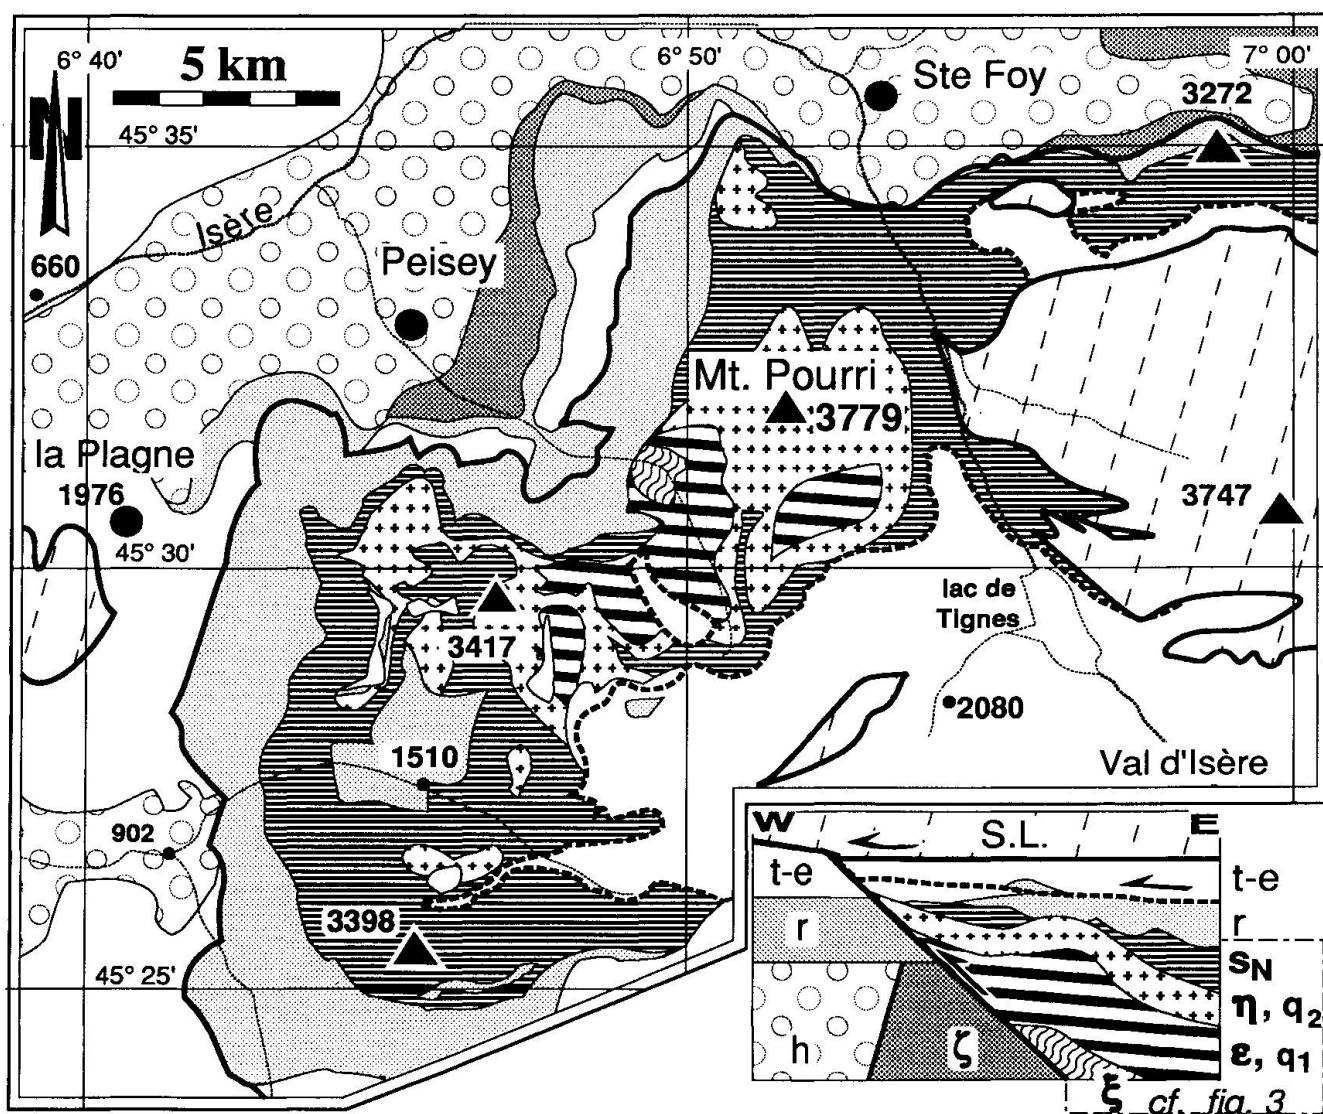 6° 40'
5 km
6° 50'
Ste Foy
7° 00'
3272
N
45° 35'
Isère
660
Peisey
Mt. Pourri
3779
la Plagne
1976
3747
45° 30'
lac de
Tignes
3417
2080
1510
Val d'Isère
902
W
E
S.L.
t-e
t-e
r
r
3398
45° 25'
sN
η, q2
h
ζ
ε, q1
ξ
cf. fig. 3